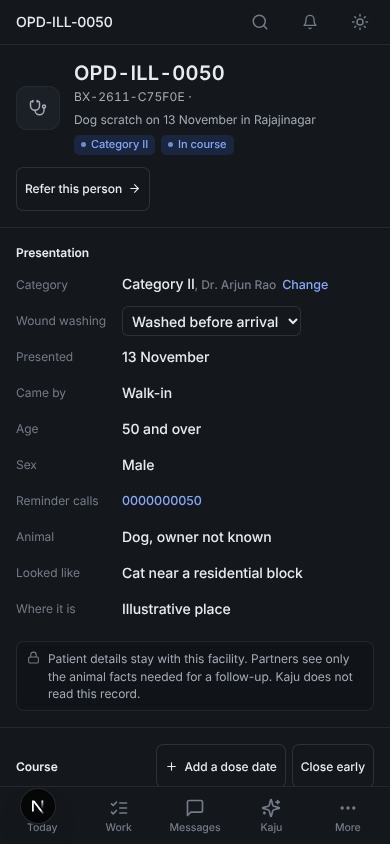 OPD-ILL-0050
OPD-ILL-0050
BX-2611-C75F0E ·
Dog scratch on 13 November in Rajajinagar
Category II
In course
Refer this person →
Presentation
Category Category II, Dr. Arjun Rao Change
Wound washing Washed before arrival
Presented 13 November
Came by Walk-in
Age 50 and over
Sex Male
Reminder calls 0000000050
Animal Dog, owner not known
Looked like Cat near a residential block
Where it is Illustrative place
Patient details stay with this facility. Partners see only
the animal facts needed for a follow-up. Kaju does not
read this record.
Course + Add a dose date Close early
N
Today Work Messages Kaju More